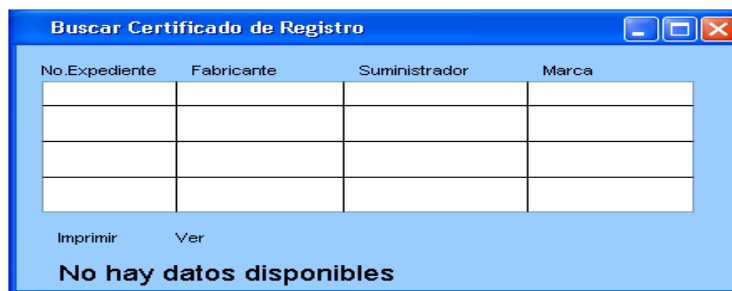 Buscar Certificado de Registro
No.Expediente Fabricante Suministrador Marca
Imprimir Ver
No hay datos disponibles